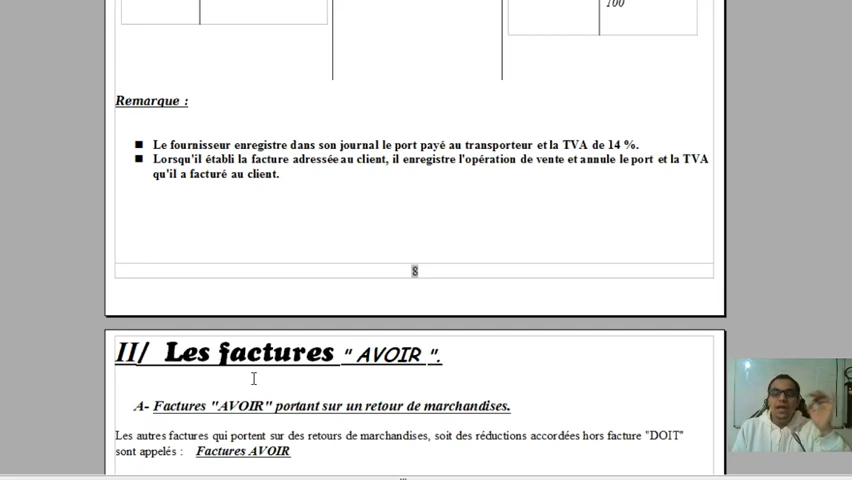 100
Remarque :
Le fournisseur enregistre dans son journal le port payé au transporteur et la TVA de 14 %.
Lorsqu'il établi la facture adressée au client, il enregistre l'opération de vente et annule le port et la TVA
qu'il a facturé au client.
8
II/ Les factures " AVOIR ".
A- Factures "AVOIR" portant sur un retour de marchandises.
Les autres factures qui portent sur des retours de marchandises, soit des réductions accordées hors facture "DOIT"
sont appelés : Factures AVOIR